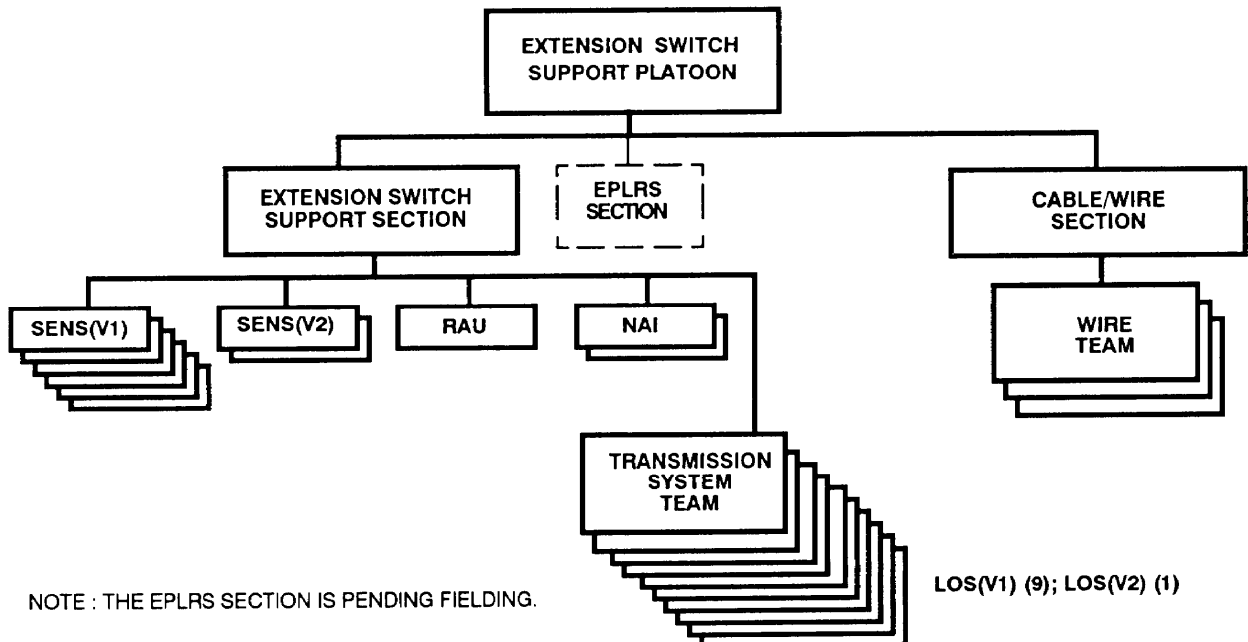 EXTENSION SWITCH
SUPPORT PLATOON
EXTENSION SWITCH
SUPPORT SECTION
EPLRS
SECTION
CABLE/WIRE
SECTION
SENS(V1)
SENS(V2)
RAU
NAI
WIRE
TEAM
TRANSMISSION
SYSTEM
TEAM
LOS(V1) (9); LOS(V2) (1)
NOTE : THE EPLRS SECTION IS PENDING FIELDING.